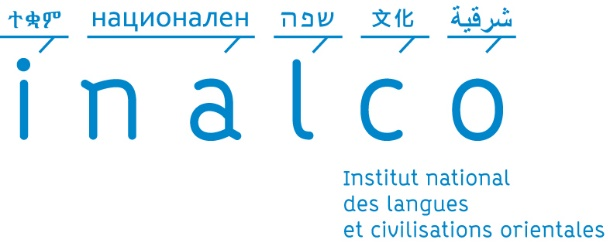 ተቋም национален שפה 文化 شرقية
inalco
Institut national
des langues
et civilisations orientales